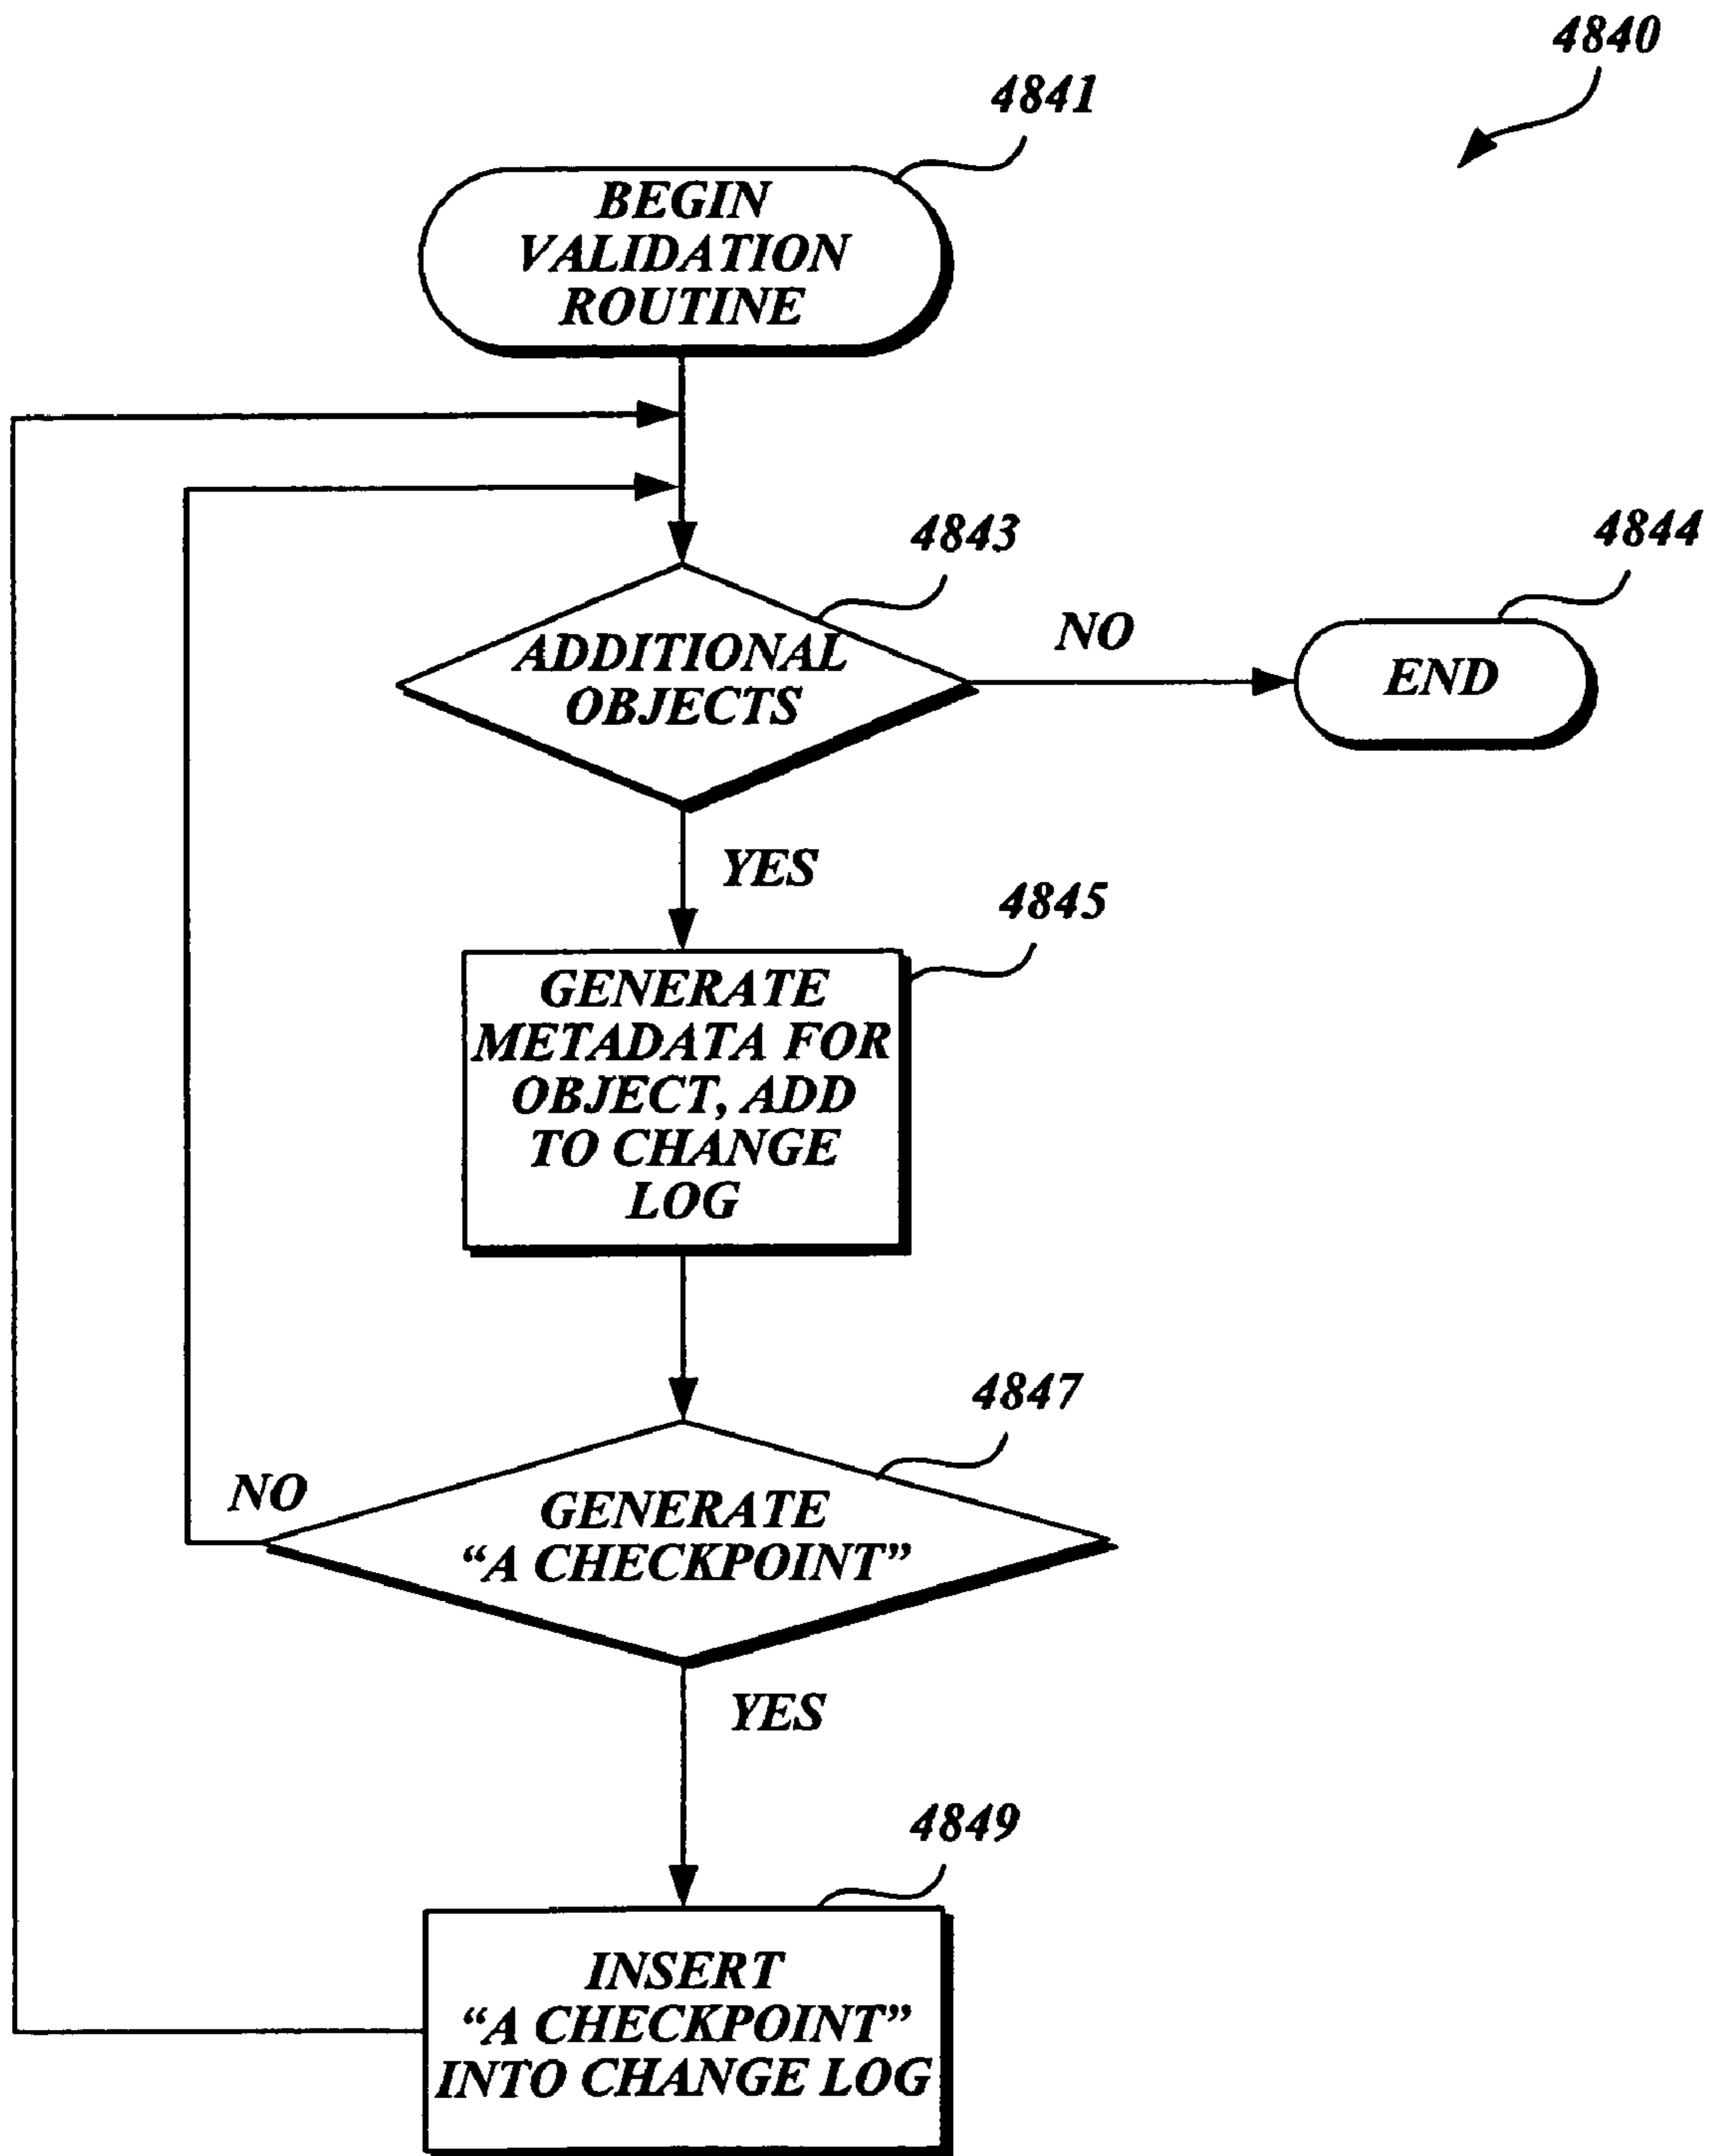 4840
4841
BEGIN
VALIDATION
ROUTINE
4843
4844
ADDITIONAL
OBJECTS
NO
END
YES
4845
GENERATE
METADATA FOR
OBJECT, ADD
TO CHANGE
LOG
4847
NO
GENERATE
“A CHECKPOINT”
YES
4849
INSERT
“A CHECKPOINT”
INTO CHANGE LOG